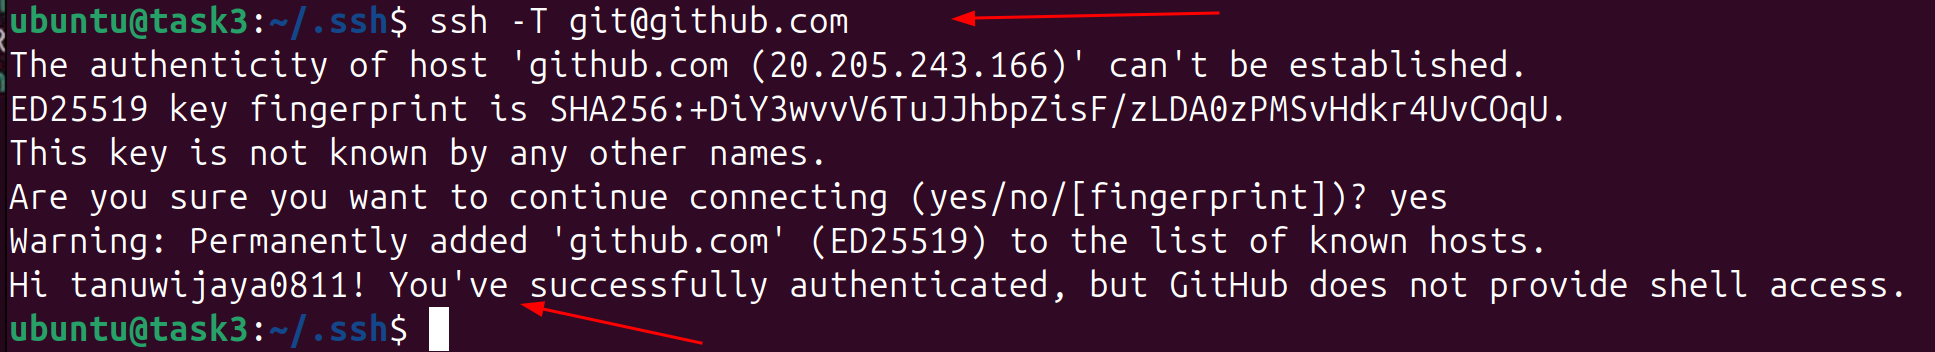 ubuntu@task3:~/.ssh$ ssh -T git@github.com
The authenticity of host 'github.com (20.205.243.166)' can't be established.
ED25519 key fingerprint is SHA256:+DiY3wvvV6TuJJhbpZisF/zLDA0zPMSvHdkr4UvCOqU.
This key is not known by any other names.
Are you sure you want to continue connecting (yes/no/[fingerprint])? yes
Warning: Permanently added 'github.com' (ED25519) to the list of known hosts.
Hi tanuwijaya0811! You've successfully authenticated, but GitHub does not provide shell access.
ubuntu@task3:~/.ssh$